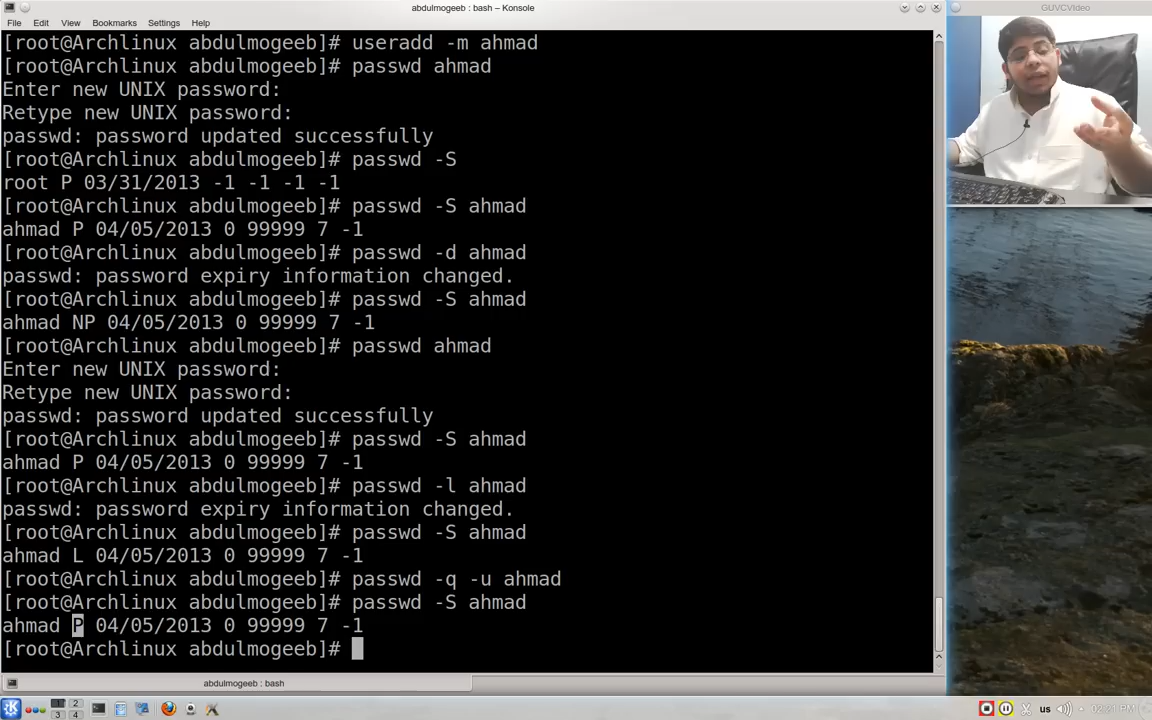 abdulmogeeb : bash – Konsole
GUVCVideo
File Edit View Bookmarks Settings Help
[root@Archlinux abdulmogeeb]# useradd -m ahmad
[root@Archlinux abdulmogeeb]# passwd ahmad
Enter new UNIX password:
Retype new UNIX password:
passwd: password updated successfully
[root@Archlinux abdulmogeeb]# passwd -S
root P 03/31/2013 -1 -1 -1 -1
[root@Archlinux abdulmogeeb]# passwd -S ahmad
ahmad P 04/05/2013 0 99999 7 -1
[root@Archlinux abdulmogeeb]# passwd -d ahmad
passwd: password expiry information changed.
[root@Archlinux abdulmogeeb]# passwd -S ahmad
ahmad NP 04/05/2013 0 99999 7 -1
[root@Archlinux abdulmogeeb]# passwd ahmad
Enter new UNIX password:
Retype new UNIX password:
passwd: password updated successfully
[root@Archlinux abdulmogeeb]# passwd -S ahmad
ahmad P 04/05/2013 0 99999 7 -1
[root@Archlinux abdulmogeeb]# passwd -l ahmad
passwd: password expiry information changed.
[root@Archlinux abdulmogeeb]# passwd -S ahmad
ahmad L 04/05/2013 0 99999 7 -1
[root@Archlinux abdulmogeeb]# passwd -q -u ahmad
[root@Archlinux abdulmogeeb]# passwd -S ahmad
ahmad P 04/05/2013 0 99999 7 -1
[root@Archlinux abdulmogeeb]#
abdulmogeeb : bash
1 2
3 4
us
02:31 PM